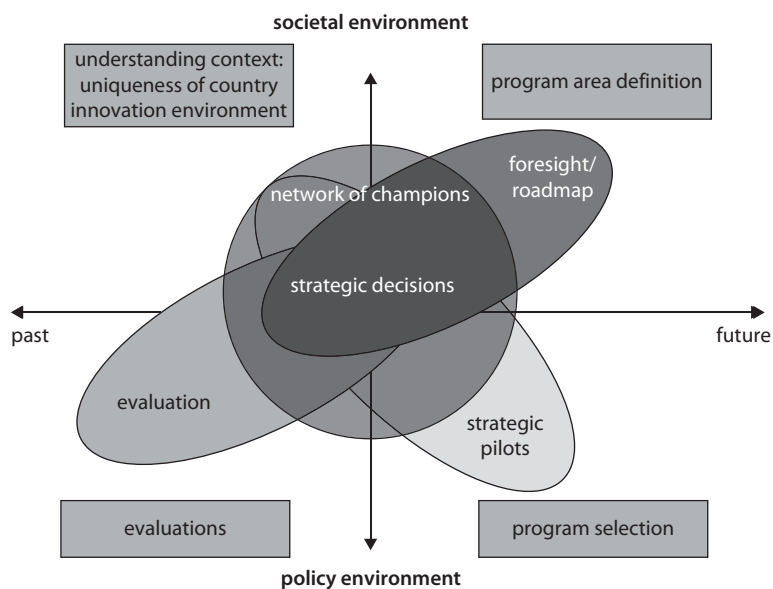 societal environment
understanding context:
uniqueness of country
innovation environment
program area definition
foresight/
roadmap
network of champions
strategic decisions
past
future
evaluation
strategic
pilots
evaluations
program selection
policy environment